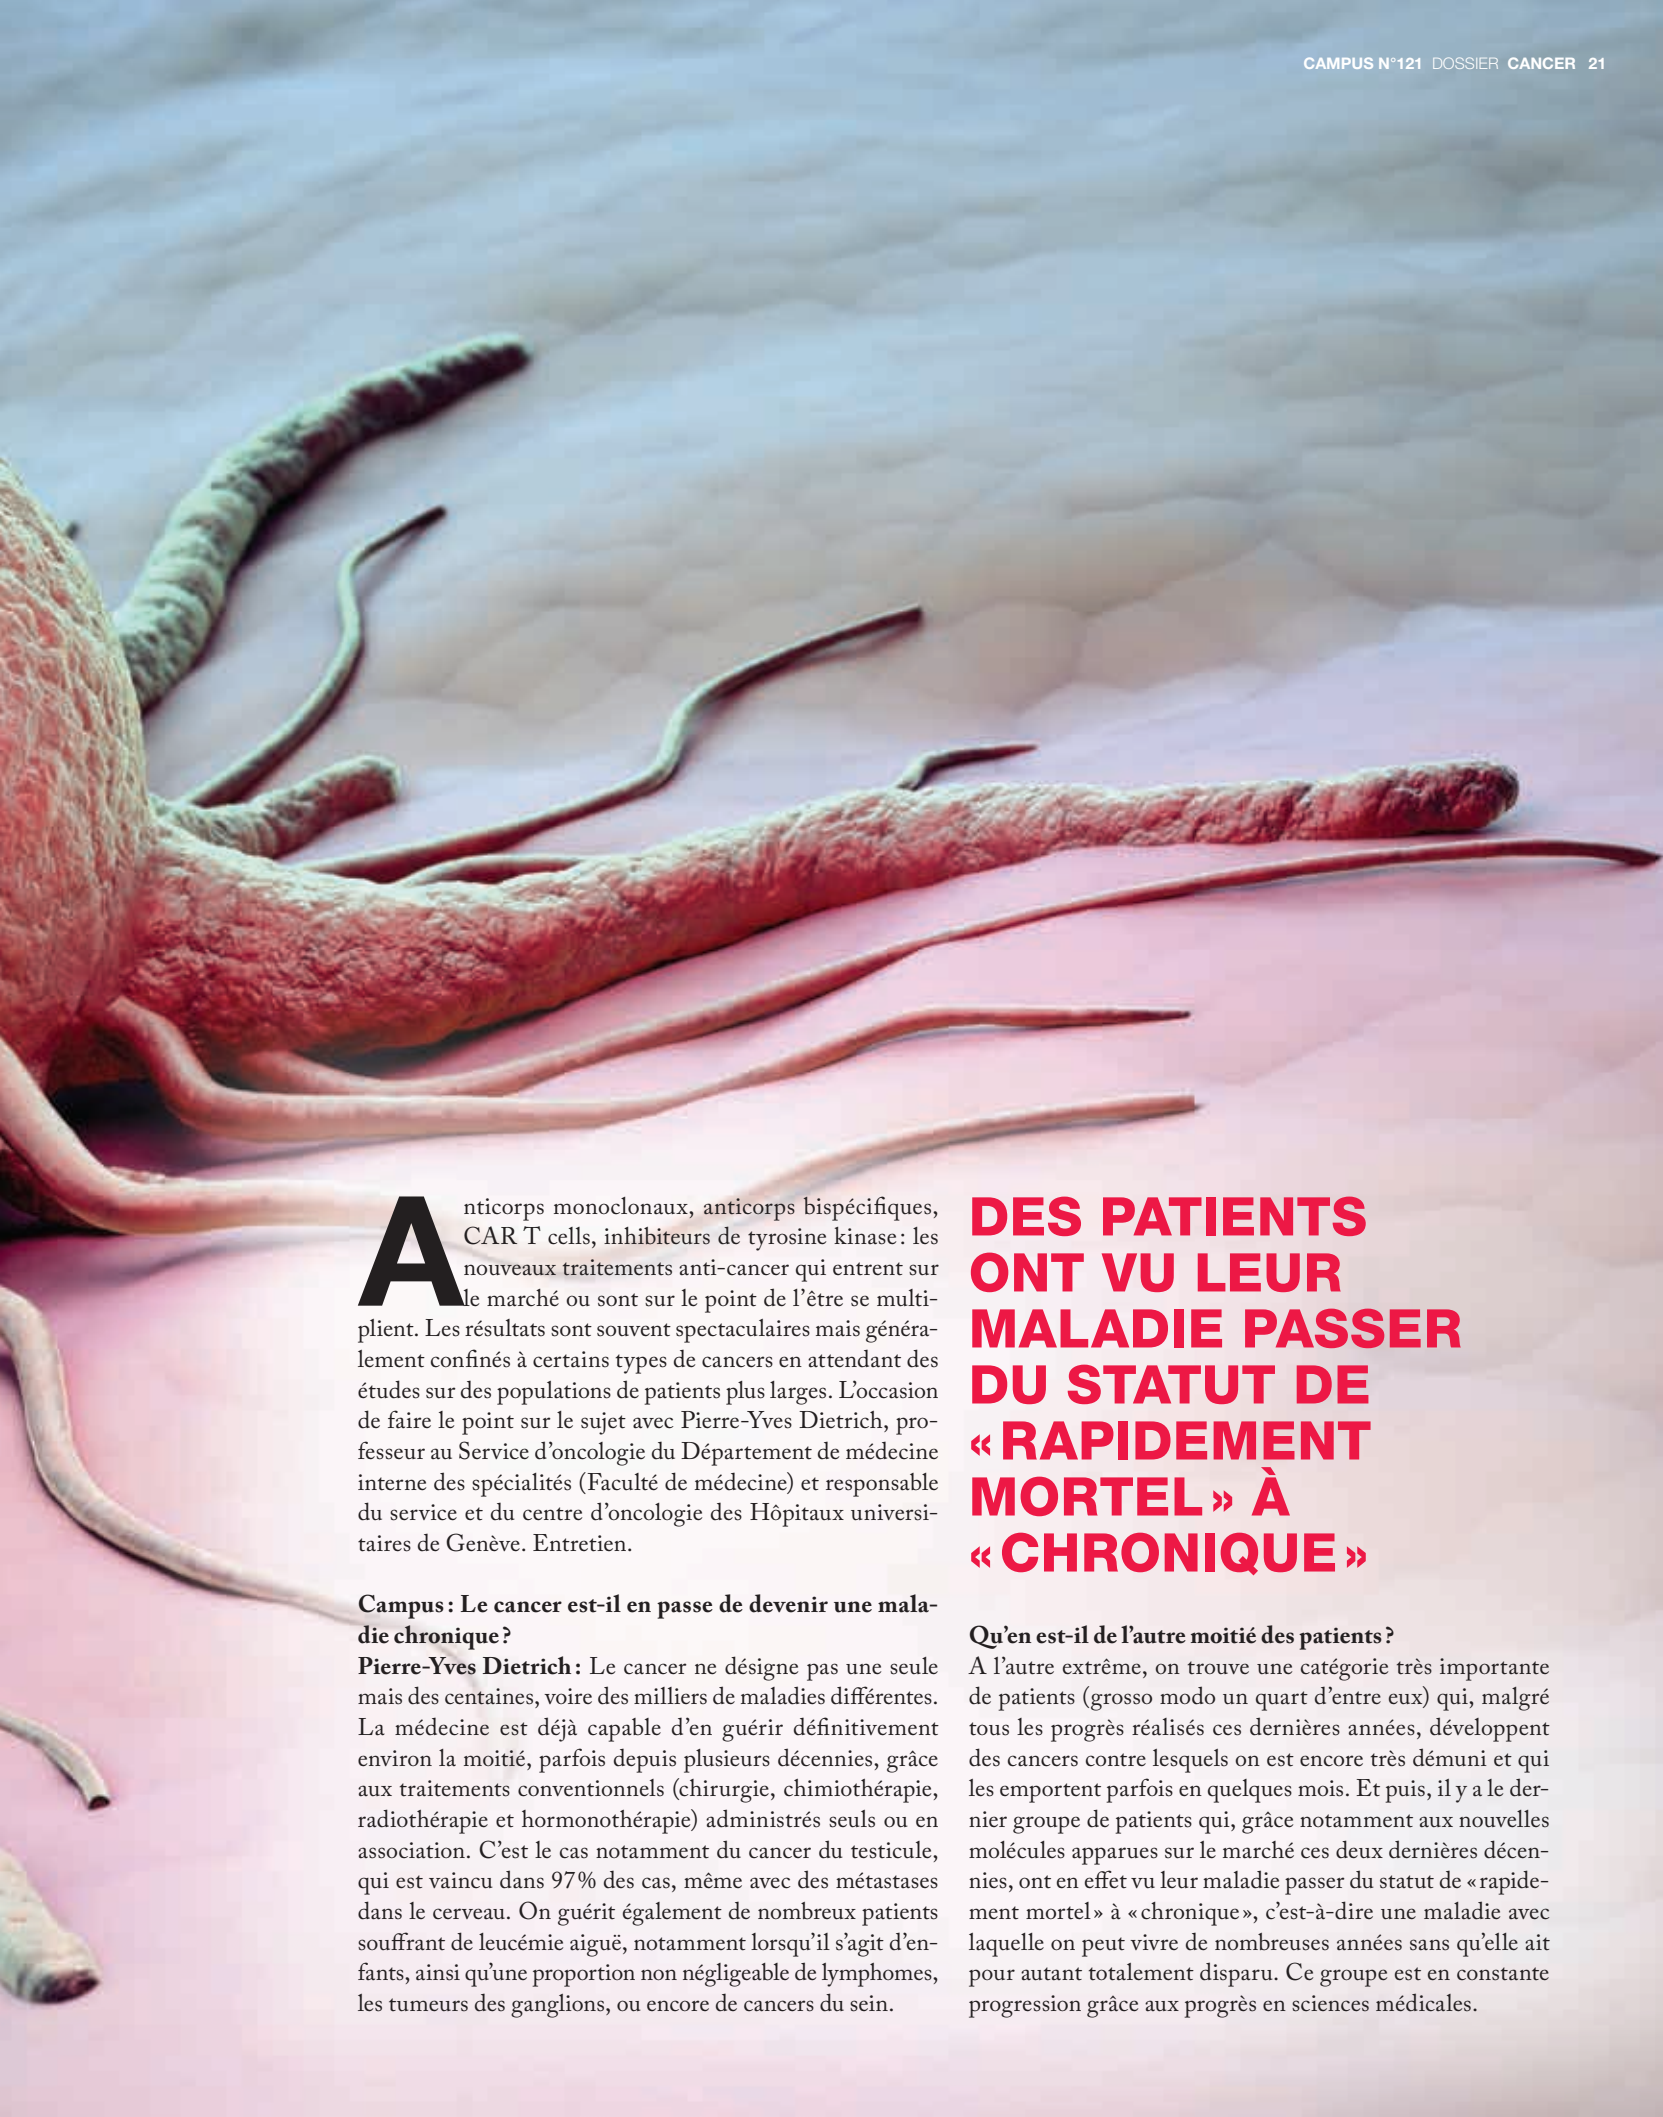 CAMPUS N°121 DOSSIER CANCER 21
Anticorps monoclonaux, anticorps bispécifiques,
CAR T cells, inhibiteurs de tyrosine kinase : les
nouveaux traitements anti-cancer qui entrent sur
le marché ou sont sur le point de l’être se multi-
plient. Les résultats sont souvent spectaculaires mais généra-
lement confinés à certains types de cancers en attendant des
études sur des populations de patients plus larges. L’occasion
de faire le point sur le sujet avec Pierre-Yves Dietrich, pro-
fesseur au Service d’oncologie du Département de médecine
interne des spécialités (Faculté de médecine) et responsable
du service et du centre d’oncologie des Hôpitaux universi-
taires de Genève. Entretien.
Campus : Le cancer est-il en passe de devenir une mala-
die chronique ?
Pierre-Yves Dietrich : Le cancer ne désigne pas une seule
mais des centaines, voire des milliers de maladies différentes.
La médecine est déjà capable d’en guérir définitivement
environ la moitié, parfois depuis plusieurs décennies, grâce
aux traitements conventionnels (chirurgie, chimiothérapie,
radiothérapie et hormonothérapie) administrés seuls ou en
association. C’est le cas notamment du cancer du testicule,
qui est vaincu dans 97 % des cas, même avec des métastases
dans le cerveau. On guérit également de nombreux patients
souffrant de leucémie aiguë, notamment lorsqu’il s’agit d’en-
fants, ainsi qu’une proportion non négligeable de lymphomes,
les tumeurs des ganglions, ou encore de cancers du sein.
DES PATIENTS
ONT VU LEUR
MALADIE PASSER
DU STATUT DE
« RAPIDEMENT
MORTEL » À
« CHRONIQUE »
Qu’en est-il de l’autre moitié des patients ?
A l’autre extrême, on trouve une catégorie très importante
de patients (grosso modo un quart d’entre eux) qui, malgré
tous les progrès réalisés ces dernières années, développent
des cancers contre lesquels on est encore très démuni et qui
les emportent parfois en quelques mois. Et puis, il y a le der-
nier groupe de patients qui, grâce notamment aux nouvelles
molécules apparues sur le marché ces deux dernières décen-
nies, ont en effet vu leur maladie passer du statut de « rapide-
ment mortel » à « chronique », c’est-à-dire une maladie avec
laquelle on peut vivre de nombreuses années sans qu’elle ait
pour autant totalement disparu. Ce groupe est en constante
progression grâce aux progrès en sciences médicales.